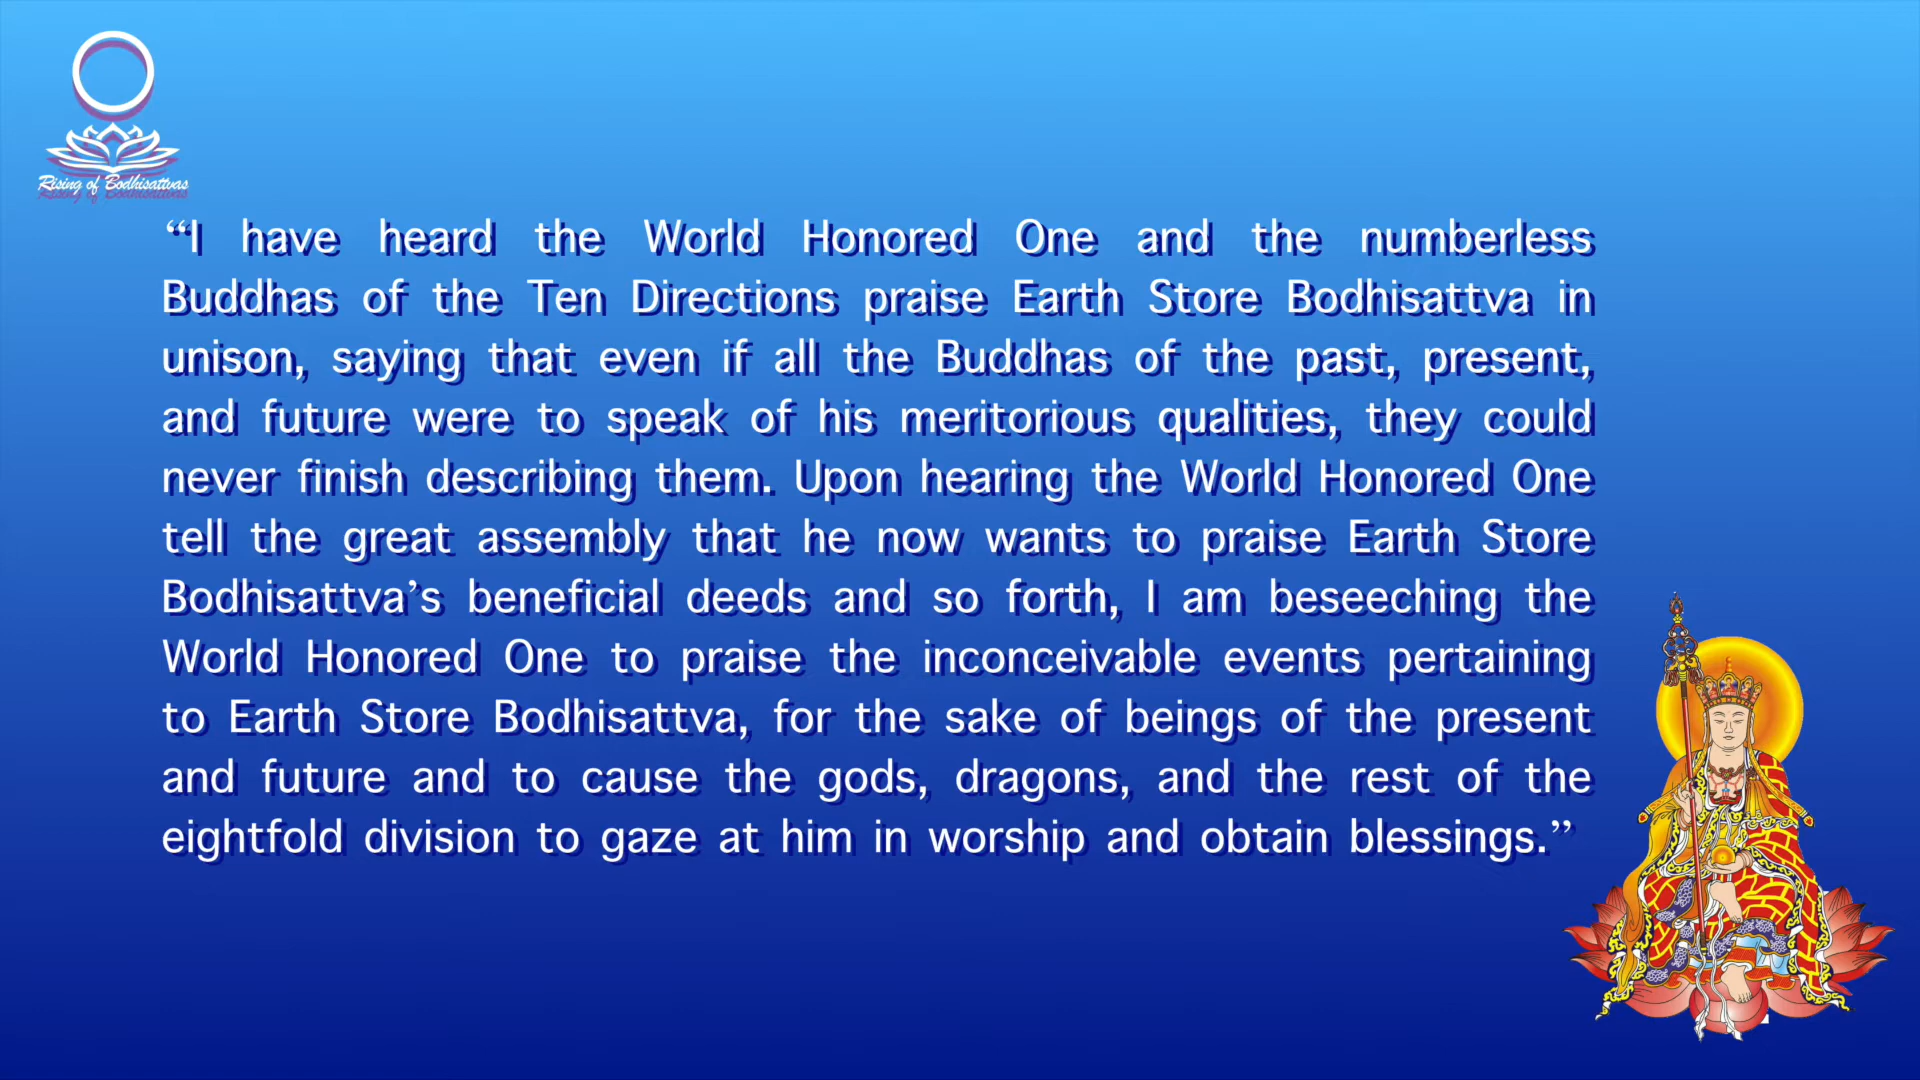 Rising of Bodhisattvas
“I have heard the World Honored One and the numberless
Buddhas of the Ten Directions praise Earth Store Bodhisattva in
unison, saying that even if all the Buddhas of the past, present,
and future were to speak of his meritorious qualities, they could
never finish describing them. Upon hearing the World Honored One
tell the great assembly that he now wants to praise Earth Store
Bodhisattva’s beneficial deeds and so forth, I am beseeching the
World Honored One to praise the inconceivable events pertaining
to Earth Store Bodhisattva, for the sake of beings of the present
and future and to cause the gods, dragons, and the rest of the
eightfold division to gaze at him in worship and obtain blessings.”